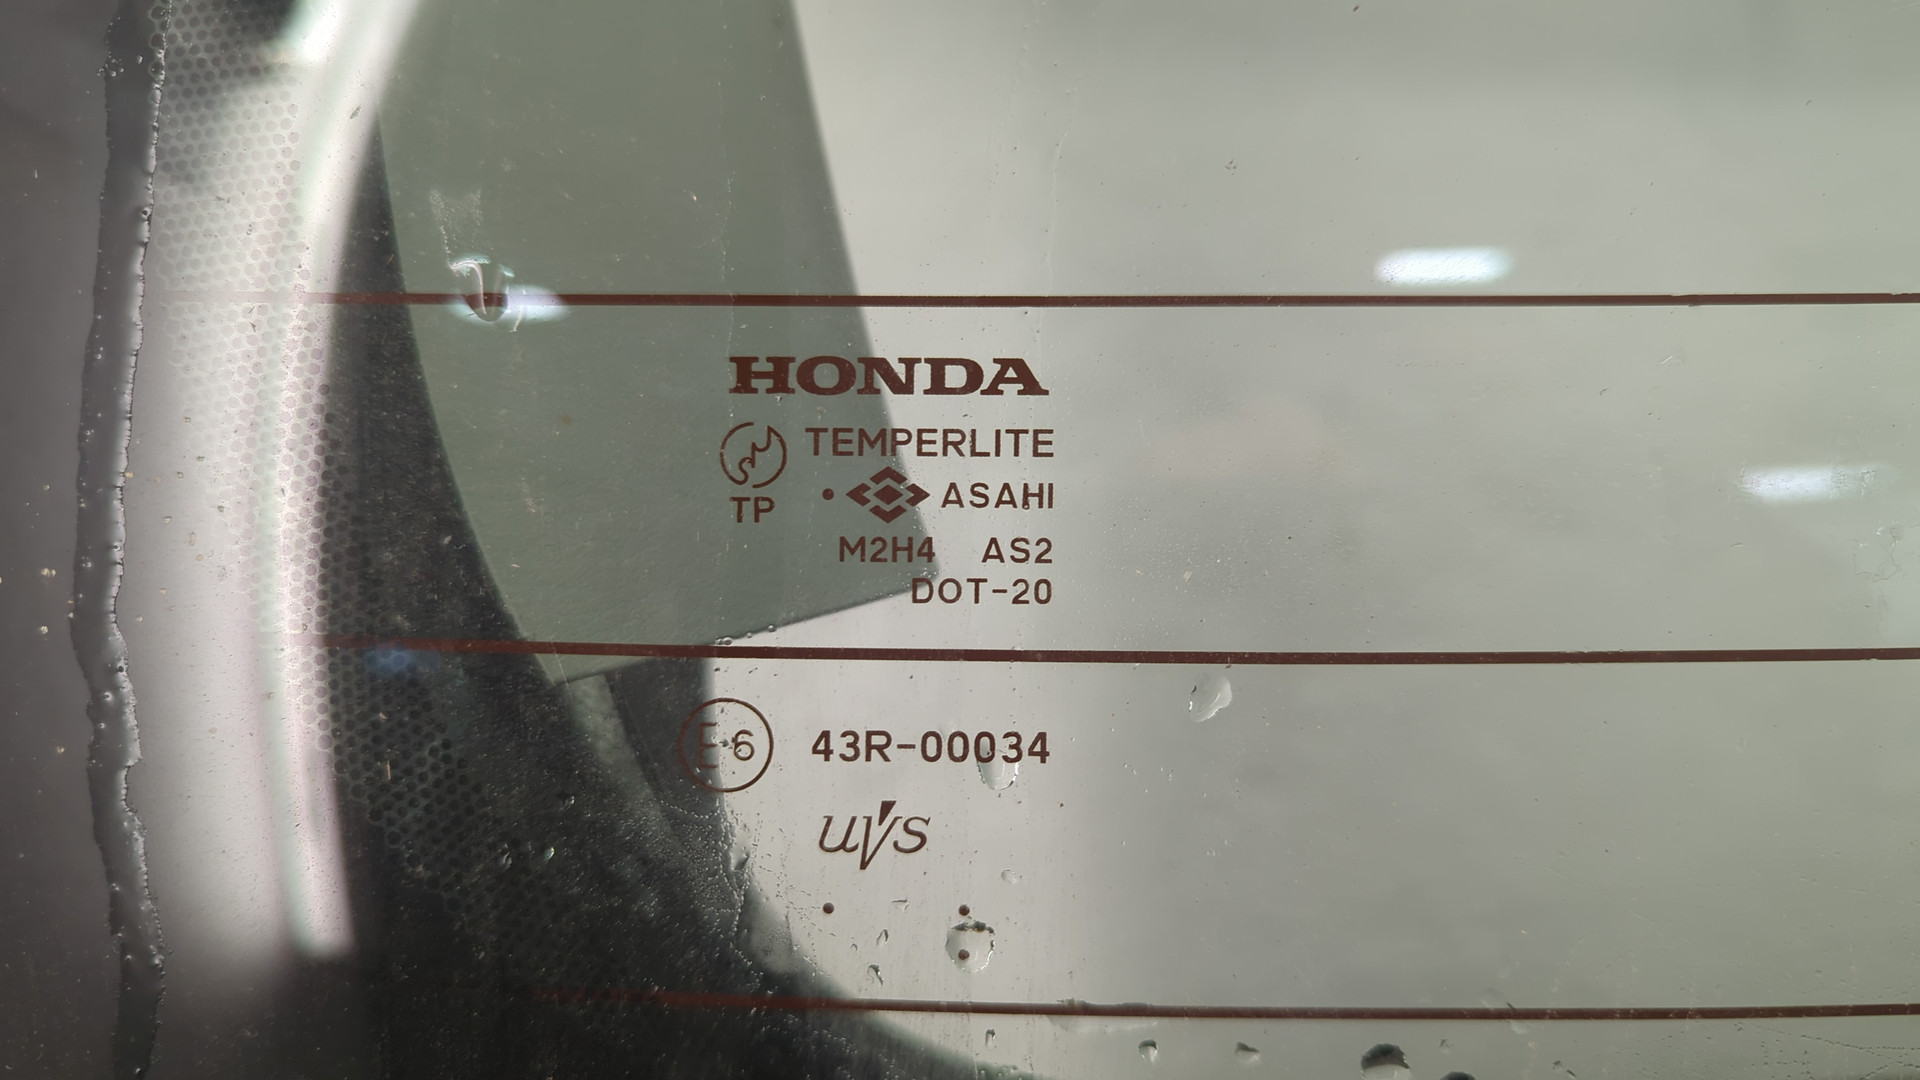 HONDA
TEMPERLITE
TP
ASAHI
M2H4 AS2
DOT-20
E6 43R-00034
UVS